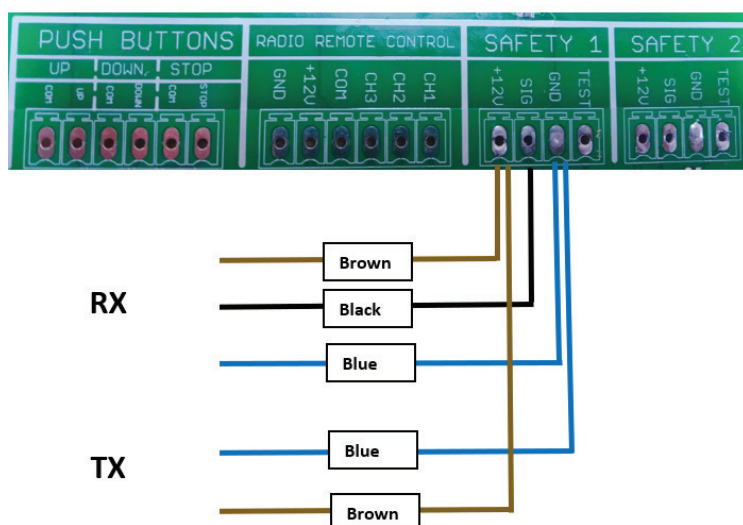 PUSH BUTTONS
UP DOWN STOP
COM UP COM DOWN COM STOP
RADIO REMOTE CONTROL
GND +12V COM CH3 CH2 CH1
SAFETY 1
+12V SIG GND TEST
SAFETY 2
+12V SIG GND TEST
RX
Brown
Black
Blue
TX
Blue
Brown